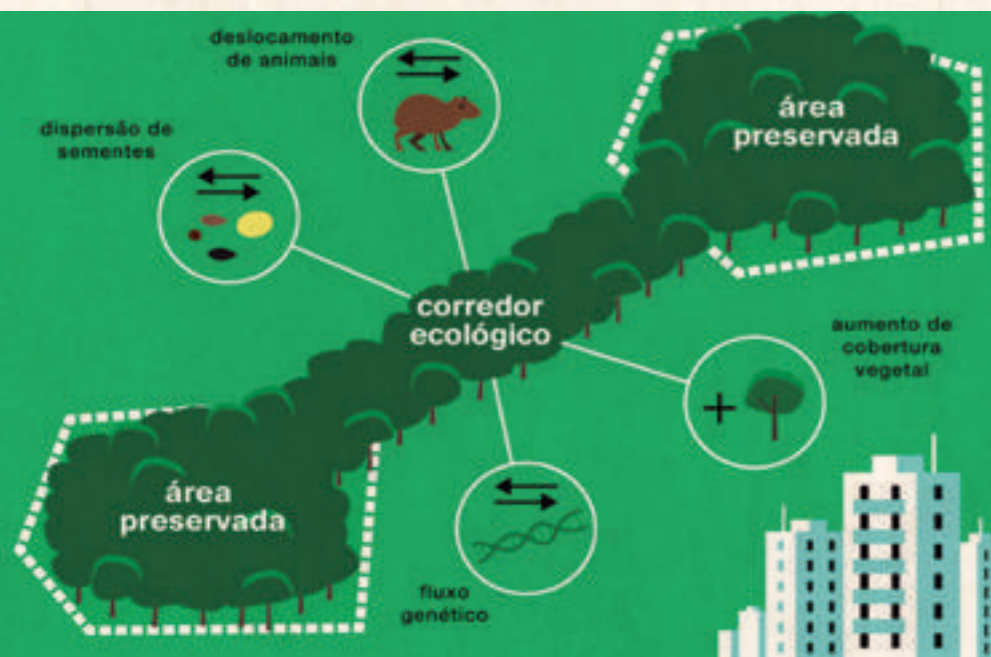 deslocamento
de animais
dispersão de
sementes
área
preservada
corredor
ecológico
aumento de
cobertura
vegetal
área
preservada
fluxo
genético